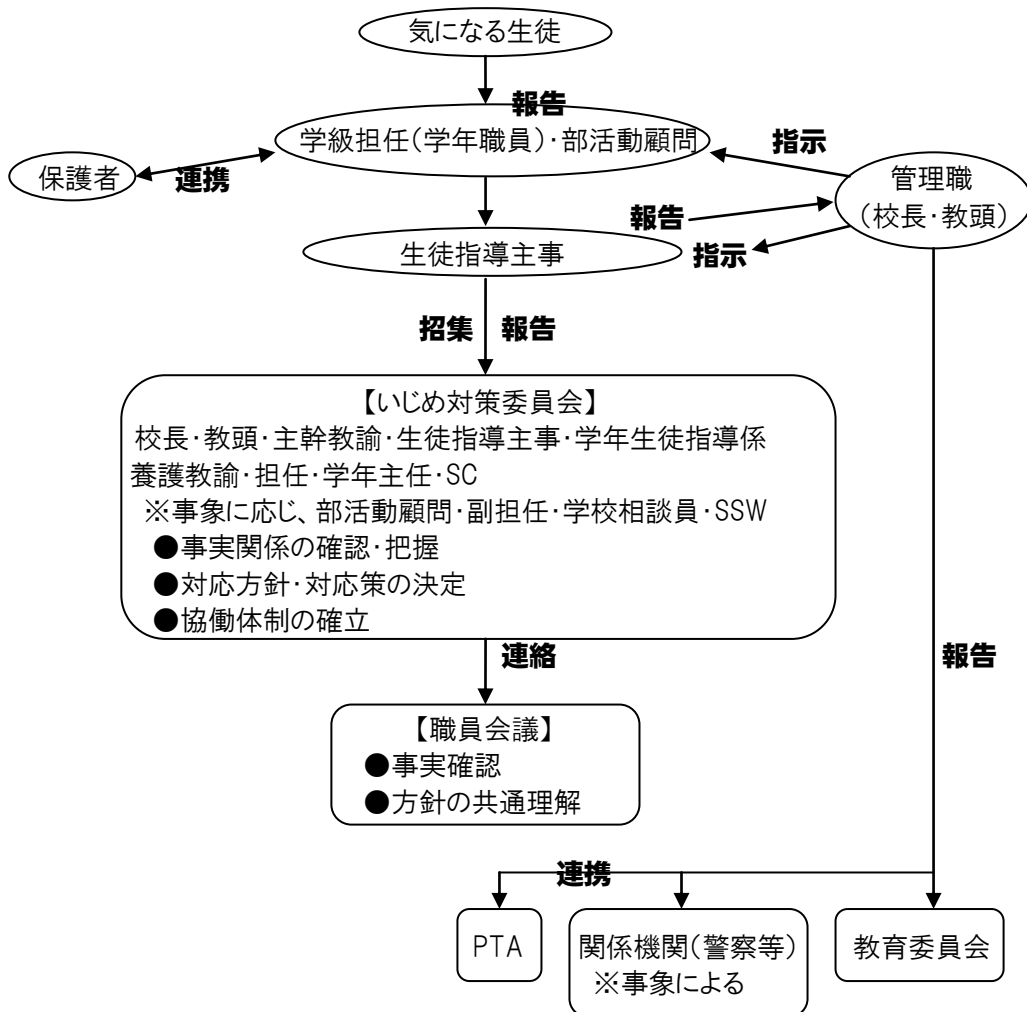 気になる生徒
報告
学級担任(学年職員)・部活動顧問
指示
保護者
連携
管理職
(校長・教頭)
報告
生徒指導主事
指示
招集
報告
【いじめ対策委員会】
校長・教頭・主幹教諭・生徒指導主事・学年生徒指導係
養護教諭・担任・学年主任・SC
※事象に応じ、部活動顧問・副担任・学校相談員・SSW
●事実関係の確認・把握
●対応方針・対応策の決定
●協働体制の確立
連絡
報告
【職員会議】
●事実確認
●方針の共通理解
連携
PTA
関係機関(警察等)
※事象による
教育委員会